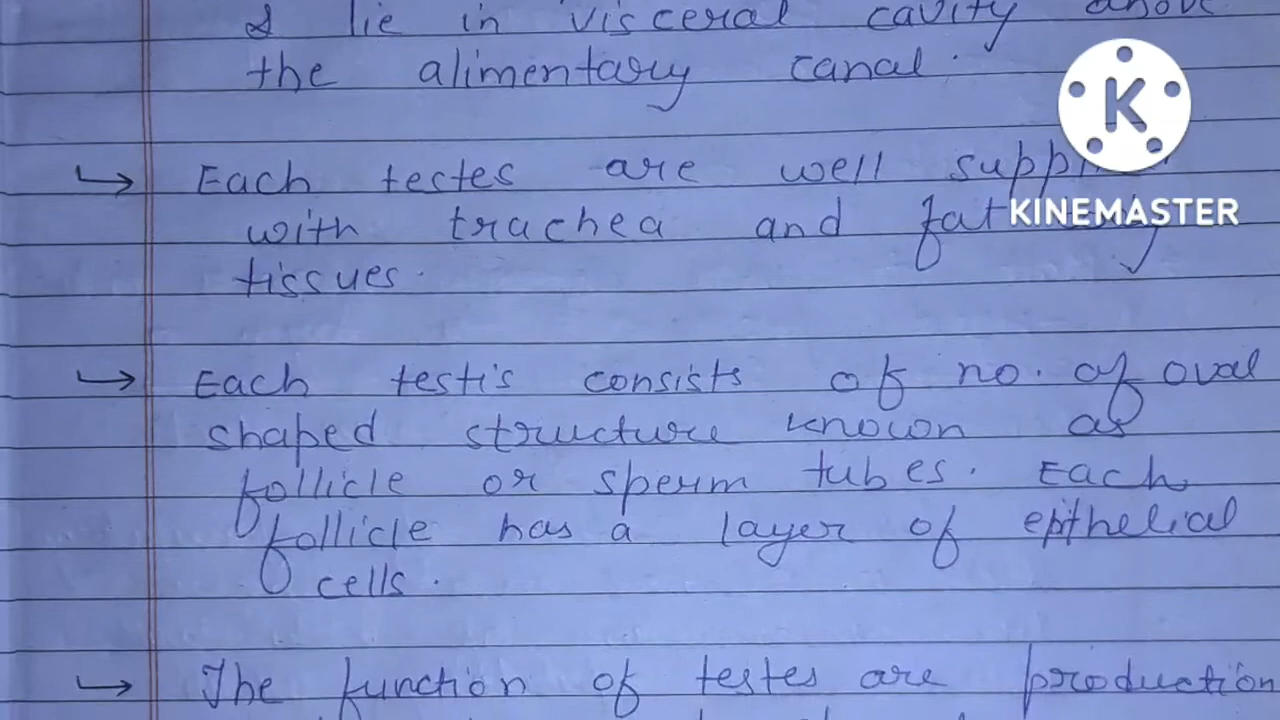 & lie in visceral cavity above
the alimentary canal.
Each testes are well
with trachea and fat
tissues.
Each testis consists of no. of oval
shaped structure known as
follicle or sperm tubes. Each
follicle has a layer of epthelial
cells.
The function of testes are production
KINEMASTER